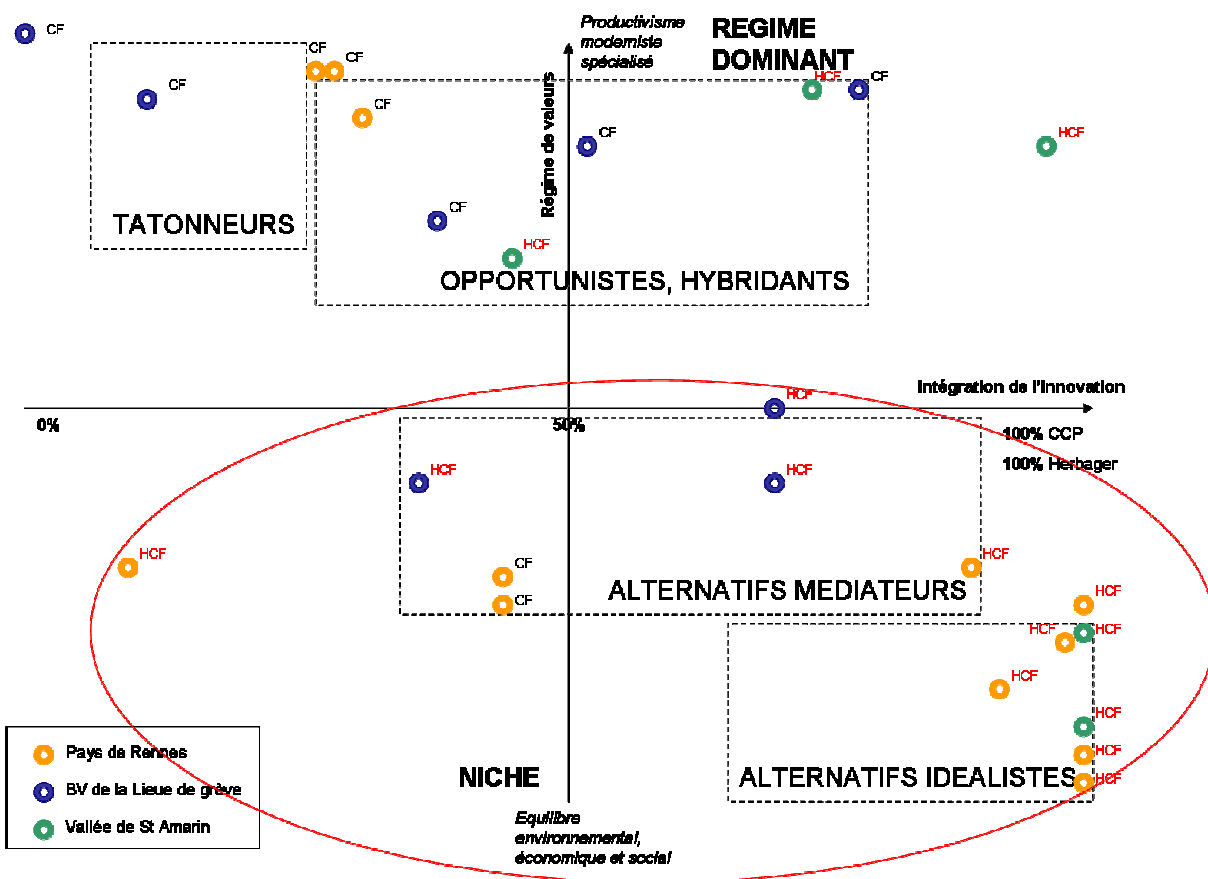 Productivisme
moderniste
spécialisé
REGIME
DOMINANT
CF
CF
CF
CF
CF
CF
CF
HCF
CF
HCF
HCF
Régime de valeurs
TATONNEURS
OPPORTUNISTES, HYBRIDANTS
Intégration de l'Innovation
0%
50%
100% CCP
100% Herbager
HCF
HCF
HCF
HCF
HCF
CF
CF
ALTERNATIFS MEDIATEURS
HCF
HCF
HCF
HCF
HCF
HCF
HCF
ALTERNATIFS IDEALISTES
NICHE
Equilibre
environnemental,
économique et social
Pays de Rennes
BV de la Lieue de grève
Vallée de St Amarin